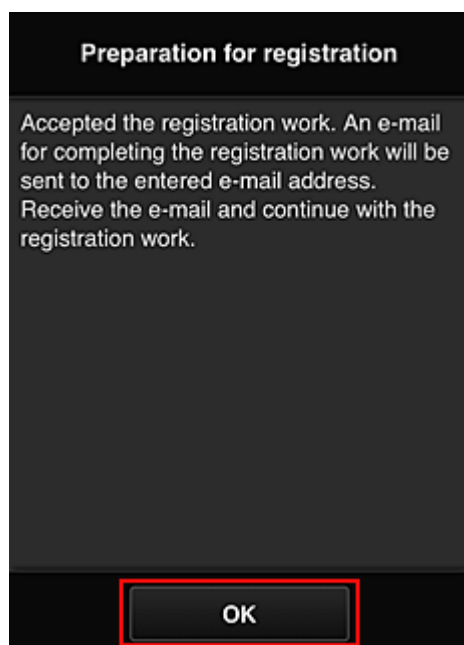 Preparation for registration
Accepted the registration work. An e-mail
for completing the registration work will be
sent to the entered e-mail address.
Receive the e-mail and continue with the
registration work.
OK